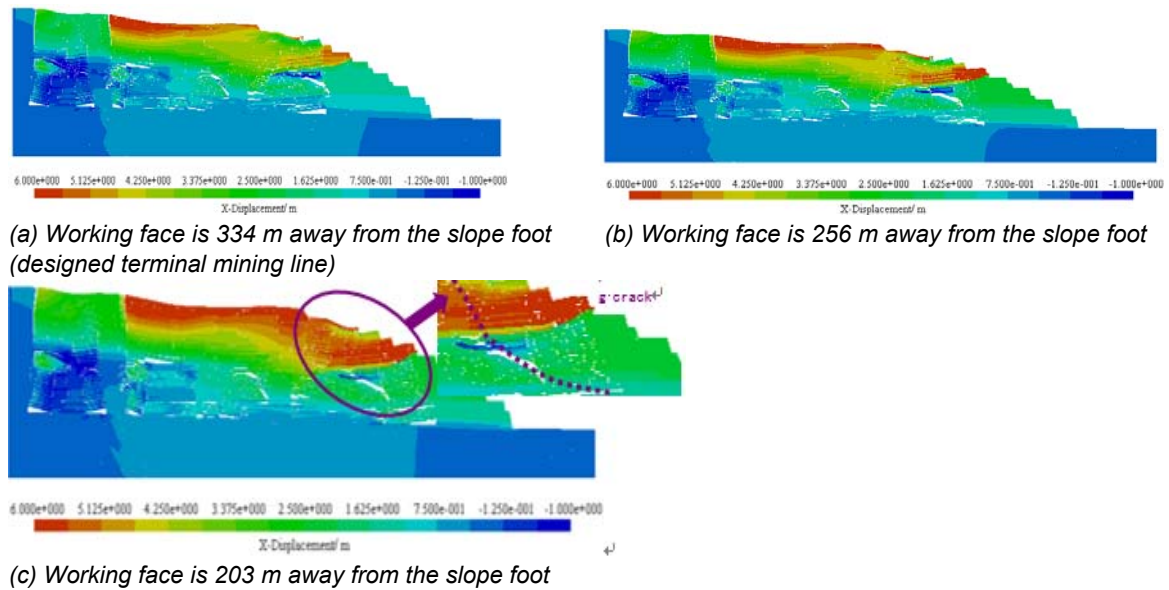 6.000e+000 5.125e+000 4.250e+000 3.375e+000 2.500e+000 1.625e+000 7.500e-001 -1.250e-001 -1.000e+000
X-Displacement/ m
(a) Working face is 334 m away from the slope foot
(designed terminal mining line)
6.000e+000 5.125e+000 4.250e+000 3.375e+000 2.500e+000 1.625e+000 7.500e-001 -1.250e-001 -1.000e+000
X-Displacement/ m
(b) Working face is 256 m away from the slope foot
g·crack↵
6.000e+000 5.125e+000 4.250e+000 3.375e+000 2.500e+000 1.625e+000 7.500e-001 -1.250e-001 -1.000e+000
X-Displacement/ m
↵
(c) Working face is 203 m away from the slope foot